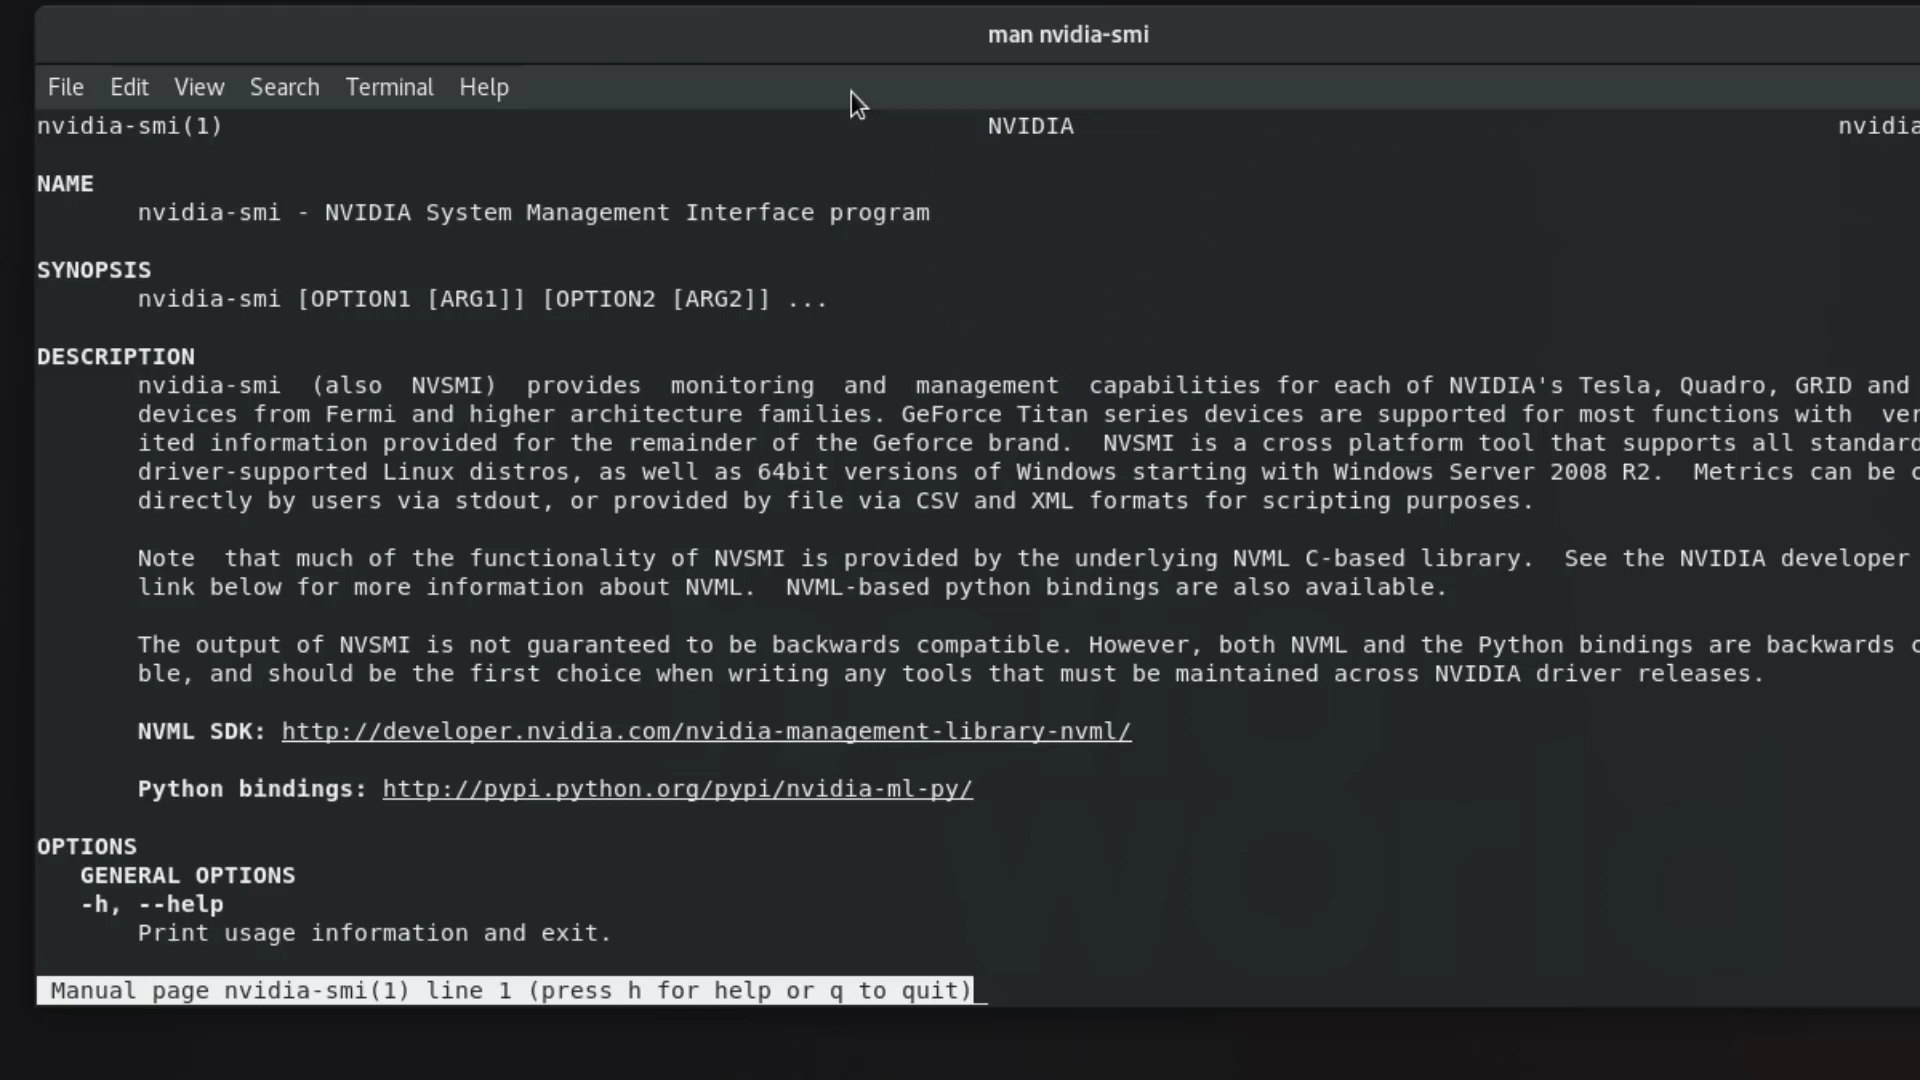 man nvidia-smi
File Edit View Search Terminal Help
nvidia-smi(1) NVIDIA
NAME
nvidia-smi - NVIDIA System Management Interface program
SYNOPSIS
nvidia-smi [OPTION1 [ARG1]] [OPTION2 [ARG2]] ...
DESCRIPTION
nvidia-smi (also NVSMI) provides monitoring and management capabilities for each of NVIDIA's Tesla, Quadro, GRID and
devices from Fermi and higher architecture families. GeForce Titan series devices are supported for most functions with
ited information provided for the remainder of the Geforce brand. NVSMI is a cross platform tool that supports all standard
driver-supported Linux distros, as well as 64bit versions of Windows starting with Windows Server 2008 R2. Metrics can be
directly by users via stdout, or provided by file via CSV and XML formats for scripting purposes.
Note that much of the functionality of NVSMI is provided by the underlying NVML C-based library. See the NVIDIA developer
link below for more information about NVML. NVML-based python bindings are also available.
The output of NVSMI is not guaranteed to be backwards compatible. However, both NVML and the Python bindings are backwards
ble, and should be the first choice when writing any tools that must be maintained across NVIDIA driver releases.
NVML SDK: http://developer.nvidia.com/nvidia-management-library-nvml/
Python bindings: http://pypi.python.org/pypi/nvidia-ml-py/
OPTIONS
GENERAL OPTIONS
-h, --help
Print usage information and exit.
Manual page nvidia-smi(1) line 1 (press h for help or q to quit)